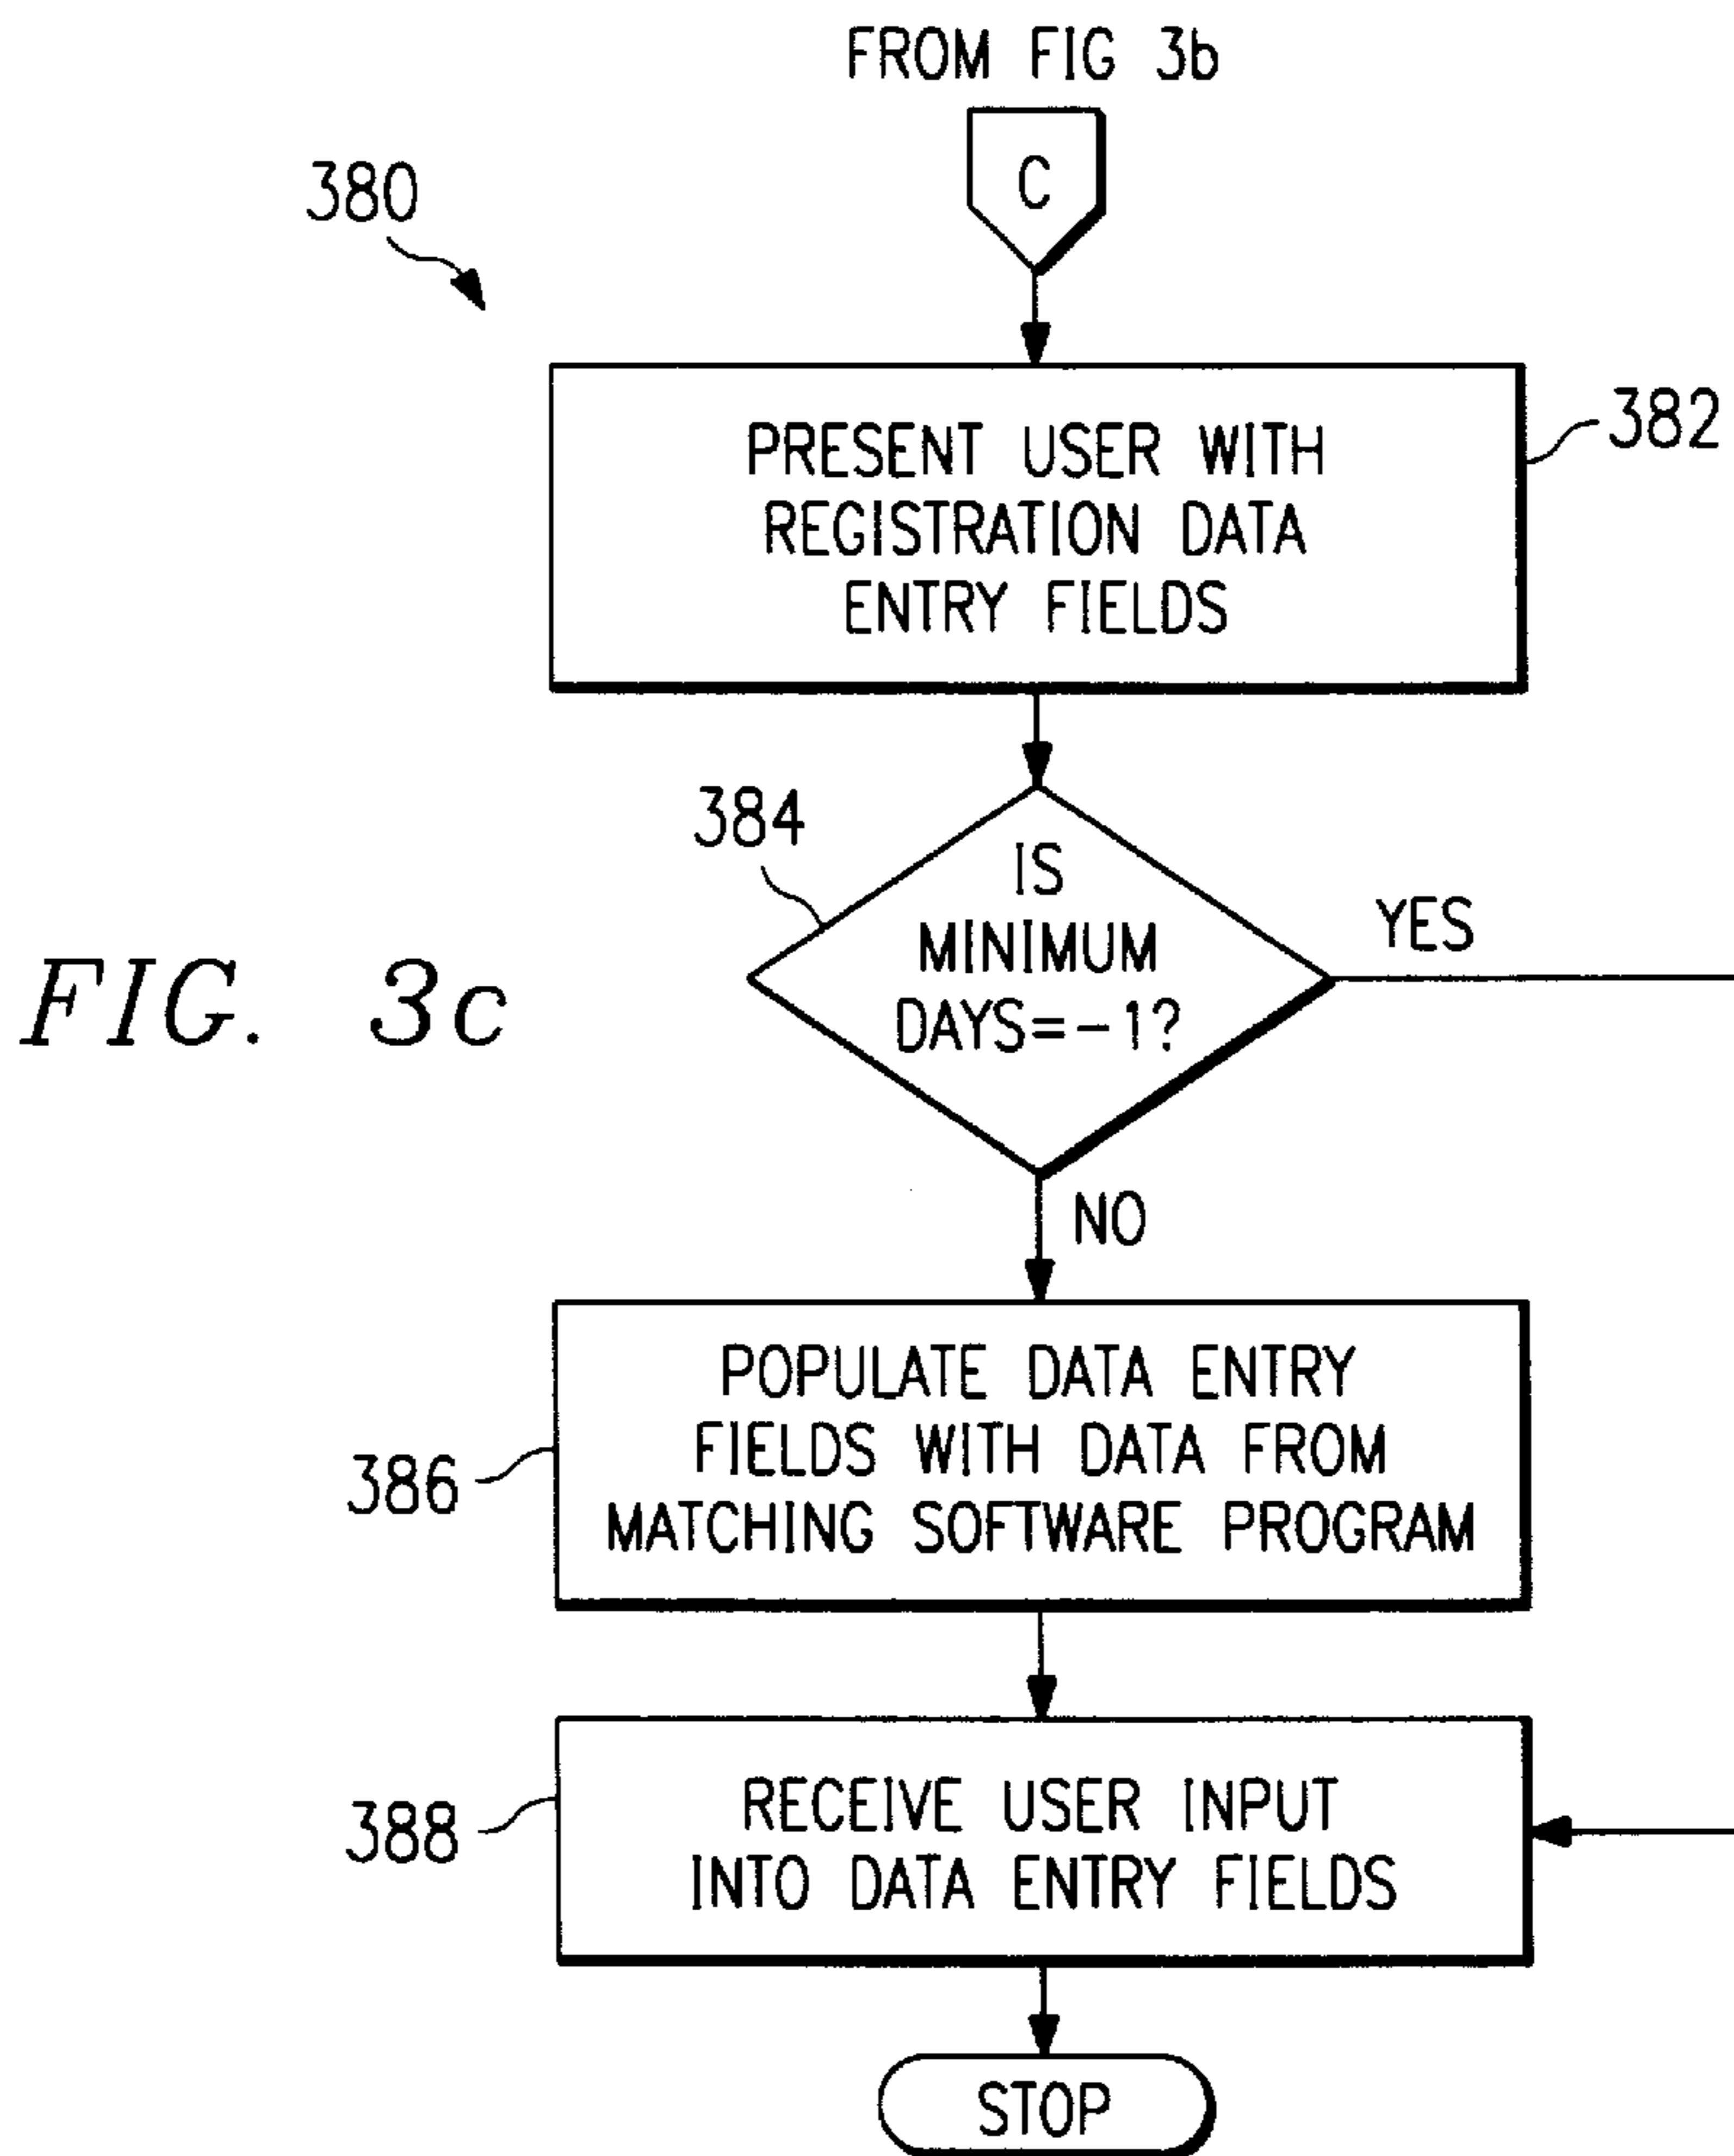 FROM FIG 3b
C
380
PRESENT USER WITH
REGISTRATION DATA
ENTRY FIELDS
382
384
IS
MINIMUM
DAYS=-1?
YES
FIG. 3c
NO
POPULATE DATA ENTRY
FIELDS WITH DATA FROM
MATCHING SOFTWARE PROGRAM
386
RECEIVE USER INPUT
INTO DATA ENTRY FIELDS
388
STOP